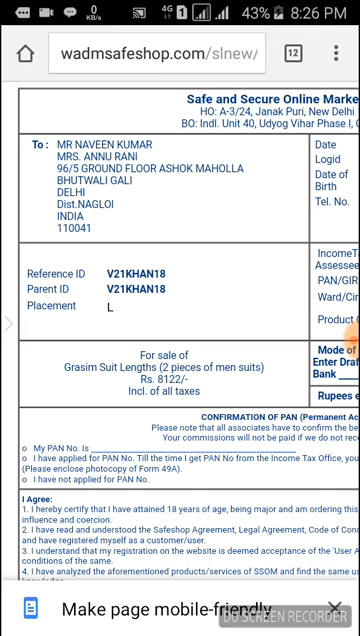 0
KB/s
4G
1
43% 8:26 PM
wadmsafeshop.com/slnew/
12
Safe and Secure Online Marke
HO: A-3/24, Janak Puri, New Delhi
BO: Indl. Unit 40, Udyog Vihar Phase I,
To : MR NAVEEN KUMAR
MRS. ANNU RANI
96/5 GROUND FLOOR ASHOK MAHOLLA
BHUTWALI GALI
DELHI
Dist.NAGLOI
INDIA
110041
Date
Logid
Date of
Birth
Tel. No.
Reference ID V21KHAN18
Parent ID V21KHAN18
Placement L
IncomeT
Assessee
PAN/GIR
Ward/Cir
Product
For sale of
Grasim Suit Lengths (2 pieces of men suits)
Rs. 8122/-
Incl. of all taxes
Mode of
Enter Draf
Bank ____
Rupees
CONFIRMATION OF PAN (Permanent Ac
Please note that all associates have to confirm the be
Your commissions will not be paid if we do not rece
o My PAN No. Is ____
o I have applied for PAN No. Till the time I get PAN No from the Income Tax Office, you
(Please enclose photocopy of Form 49A).
o I have not applied for PAN No.
I Agree:
1. I hereby certify that I have attained 18 years of age, being major and am ordering this
influence and coercion.
2. I have read and understood the Safeshop Agreement, Legal Agreement, Code of Cond
and have registered myself as a customer/user.
3. I understand that my registration on the website is deemed acceptance of the 'User A
conditions of the same.
4. I have analyzed the aforementioned products/services of SSOM and find the same us
Make page mobile-friendly
DU SCREEN RECORDER